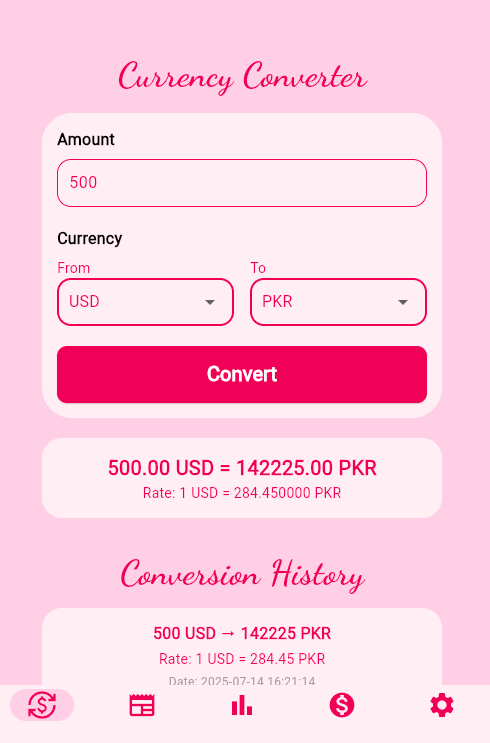 Currency Converter
Amount
500
Currency
From To
USD PKR
Convert
500.00 USD = 142225.00 PKR
Rate: 1 USD = 284.450000 PKR
Conversion History
500 USD → 142225 PKR
Rate: 1 USD = 284.45 PKR
Date: 2025-07-14 16:21:14